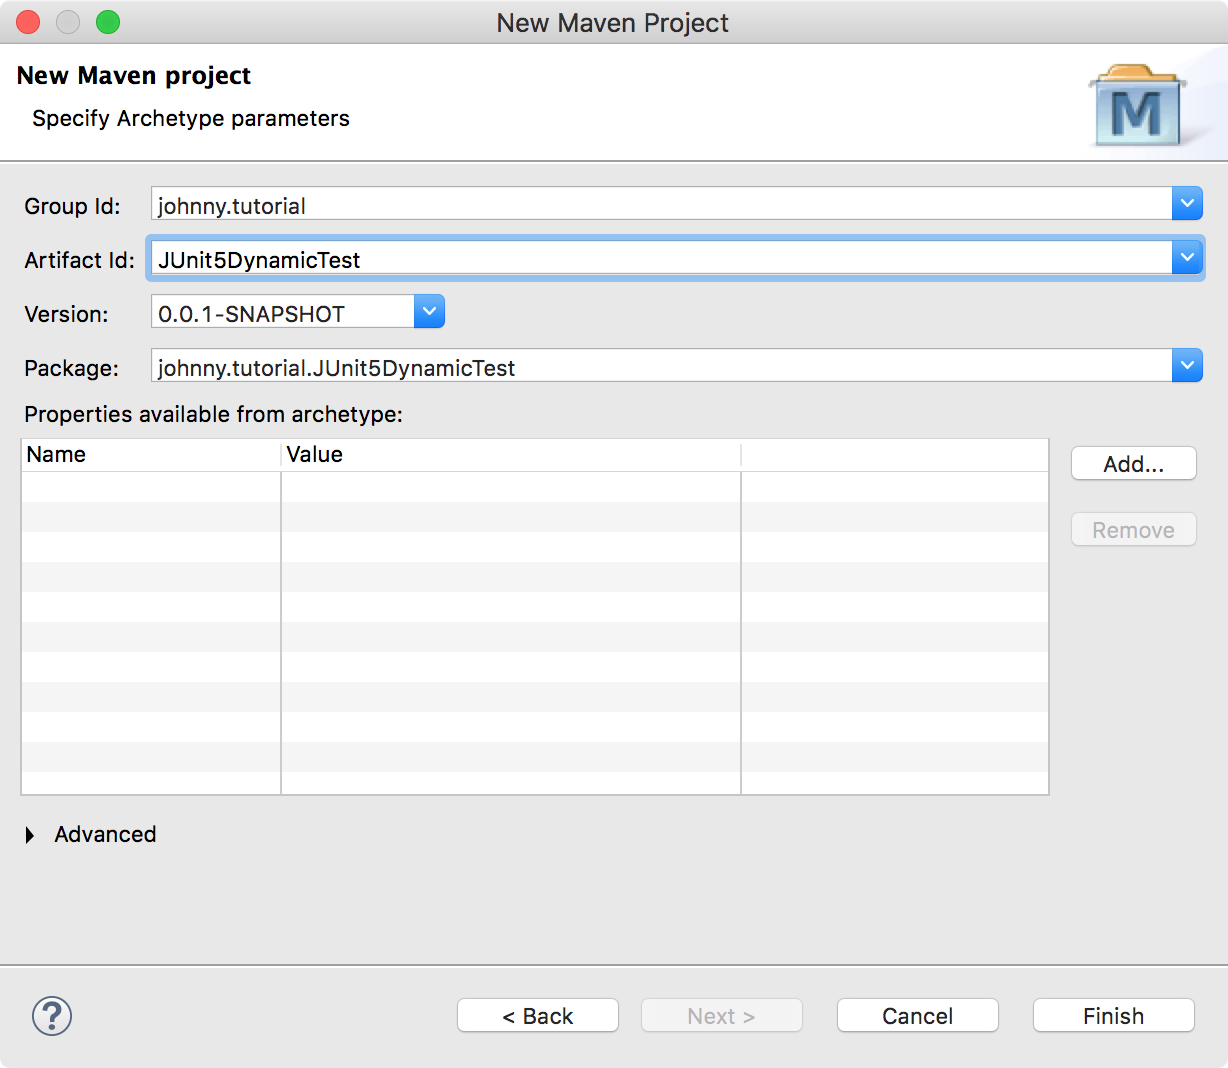 New Maven Project
New Maven project
Specify Archetype parameters
M
Group Id: johnny.tutorial
Artifact Id: JUnit5DynamicTest
Version: 0.0.1-SNAPSHOT
Package: johnny.tutorial.JUnit5DynamicTest
Properties available from archetype:
Name Value
Add...
Remove
Advanced
? < Back Next > Cancel Finish